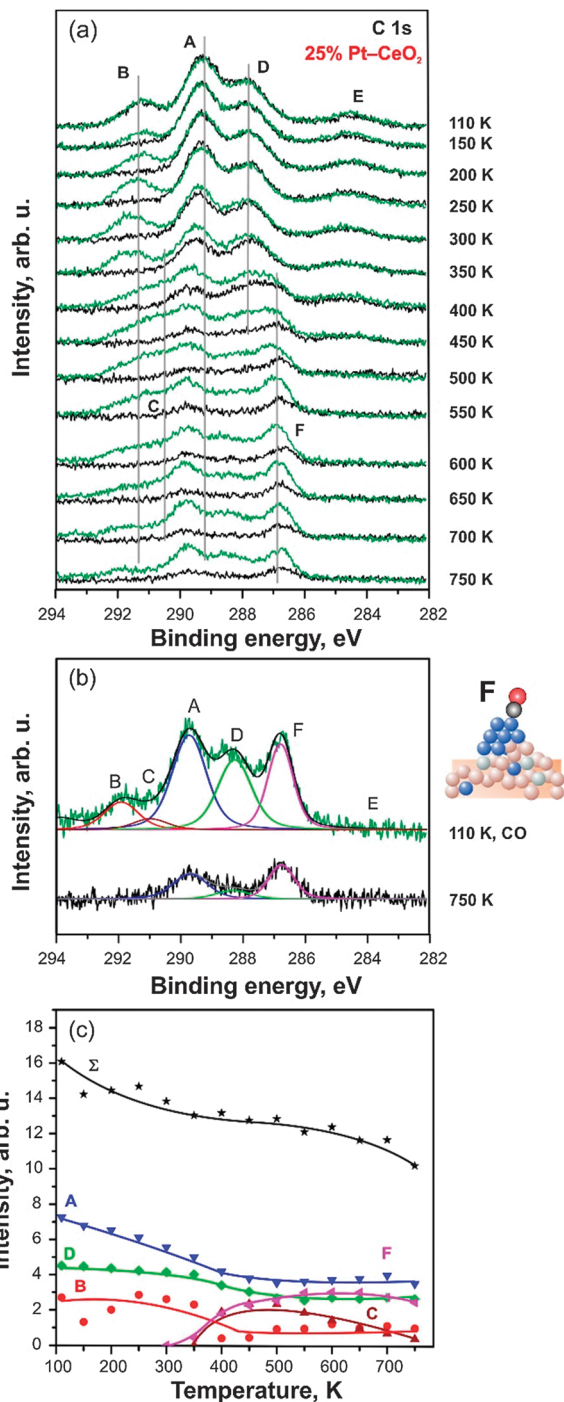 (a)
C 1s
25% Pt–CeO₂
A
B
D
E
110 K
150 K
200 K
250 K
300 K
350 K
400 K
450 K
500 K
550 K
C
F
600 K
650 K
700 K
750 K
Intensity, arb. u.
294 292 290 288 286 284 282
Binding energy, eV
(b)
A
F
D
B
C
E
110 K, CO
750 K
F
Intensity, arb. u.
294 292 290 288 286 284 282
Binding energy, eV
(c)
Σ
A
D
B
F
C
18
16
14
12
10
8
6
4
2
0
Intensity, arb. u.
100 200 300 400 500 600 700
Temperature, K